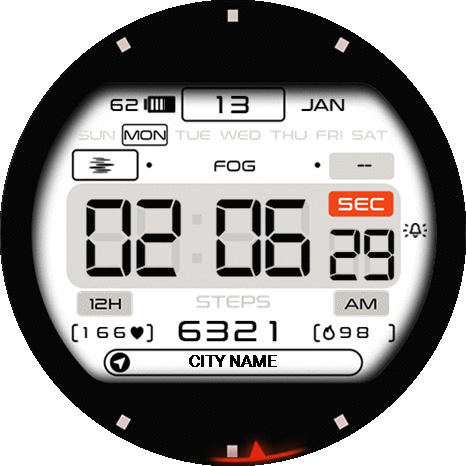 62 13 JAN
SUN MON TUE WED THU FRI SAT
FOG --
SEC
02:06 29
12H STEPS AM
[166] 6321 [98 ]
CITY NAME